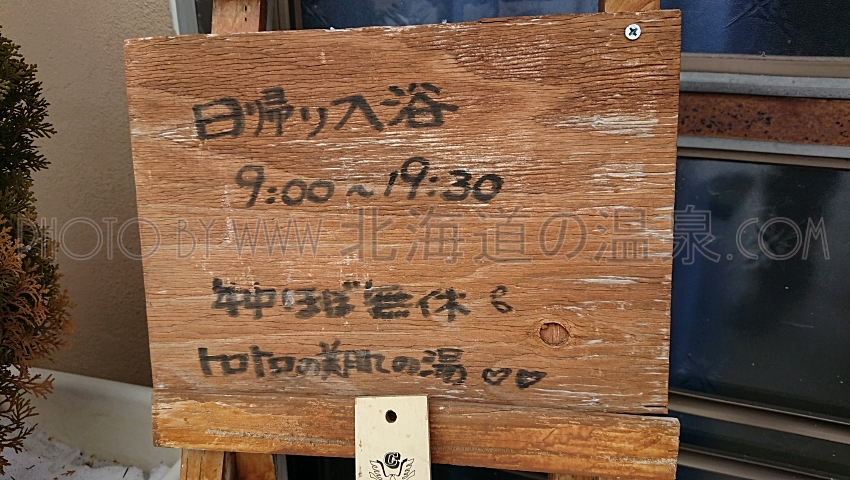 日帰り入浴
9:00～19:30
PHOTO BY WWW.北海道の温泉.COM
年中ほぼ無休
トロトロの美肌の湯 ♡♡